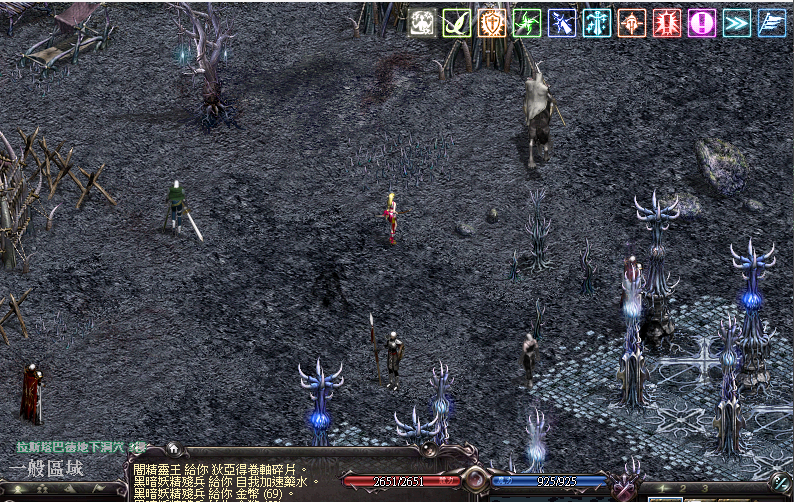 拉斯塔巴德地下洞穴
一般區域
闇精靈王 給你 狄亞得卷軸碎片。
黑暗妖精殘兵 給你 自我加速藥水。
黑暗妖精殘兵 給你 金幣 (69)。
2651/2651
925/925
2
3